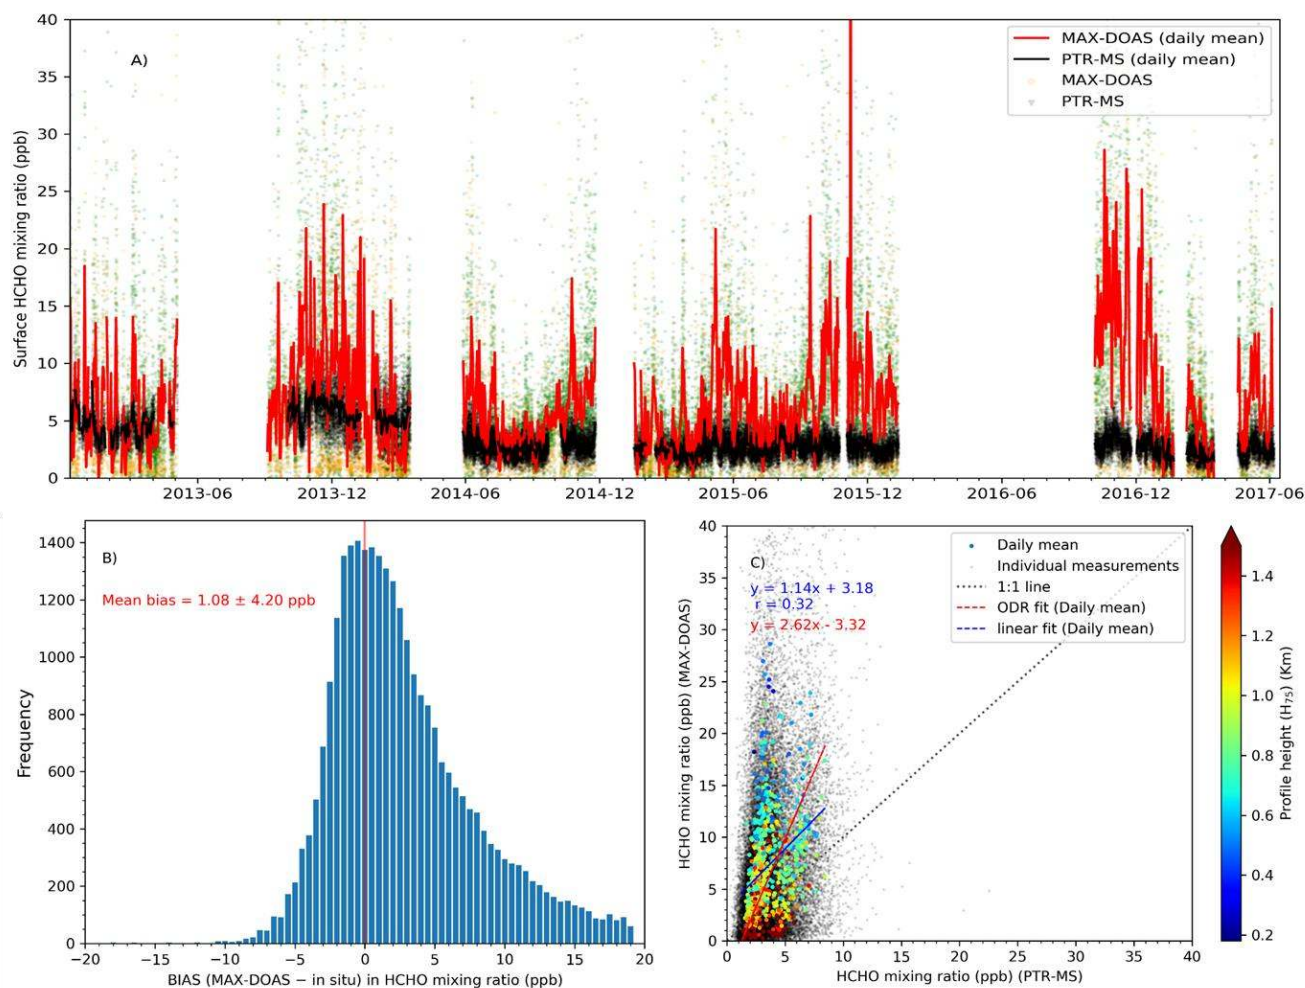 A)
MAX-DOAS (daily mean)
PTR-MS (daily mean)
MAX-DOAS
PTR-MS
Surface HCHO mixing ratio (ppb)
40
35
30
25
20
15
10
5
0
2013-06
2013-12
2014-06
2014-12
2015-06
2015-12
2016-06
2016-12
2017-06
B)
Mean bias = 1.08 ± 4.20 ppb
Frequency
1400
1200
1000
800
600
400
200
0
−20
−15
−10
−5
0
5
10
15
20
BIAS (MAX-DOAS − in situ) in HCHO mixing ratio (ppb)
C)
y = 1.14x + 3.18
r = 0.32
y = 2.62x - 3.32
Daily mean
Individual measurements
1:1 line
ODR fit (Daily mean)
linear fit (Daily mean)
HCHO mixing ratio (ppb) (MAX-DOAS)
40
35
30
25
20
15
10
5
0
0
5
10
15
20
25
30
35
40
HCHO mixing ratio (ppb) (PTR-MS)
1.4
1.2
1.0
0.8
0.6
0.4
0.2
Profile height (H₇₅) (Km)